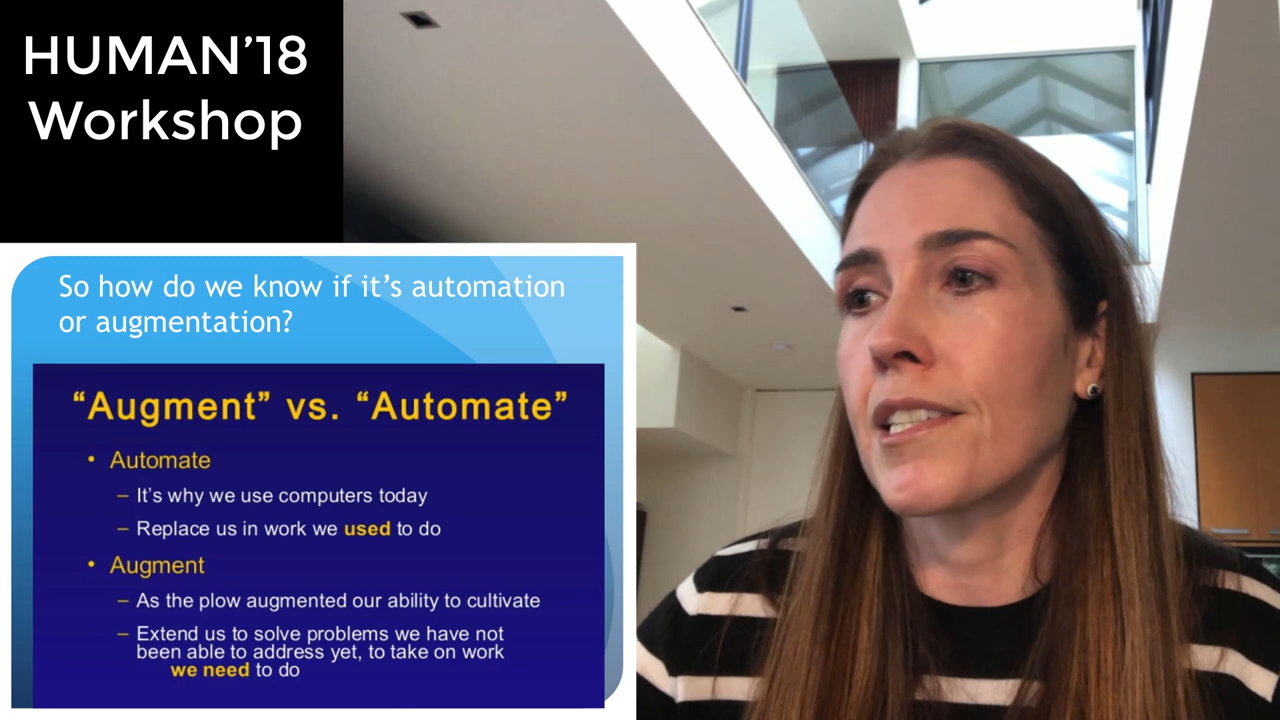 HUMAN’18
Workshop
So how do we know if it’s automation
or augmentation?
“Augment” vs. “Automate”
• Automate
– It’s why we use computers today
– Replace us in work we used to do
• Augment
– As the plow augmented our ability to cultivate
– Extend us to solve problems we have not
been able to address yet, to take on work
we need to do